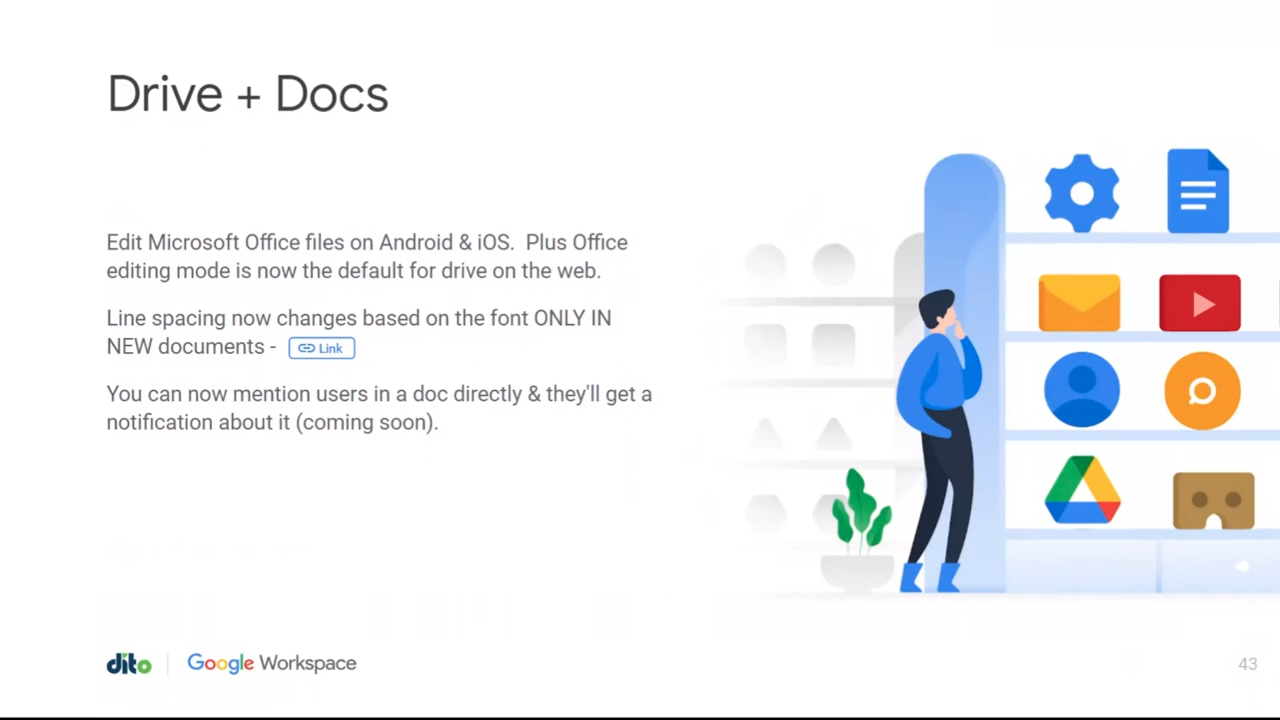 Drive + Docs
Edit Microsoft Office files on Android & iOS.  Plus Office
editing mode is now the default for drive on the web.
Line spacing now changes based on the font ONLY IN
NEW documents - Link
You can now mention users in a doc directly & they'll get a
notification about it (coming soon).
dito Google Workspace
43